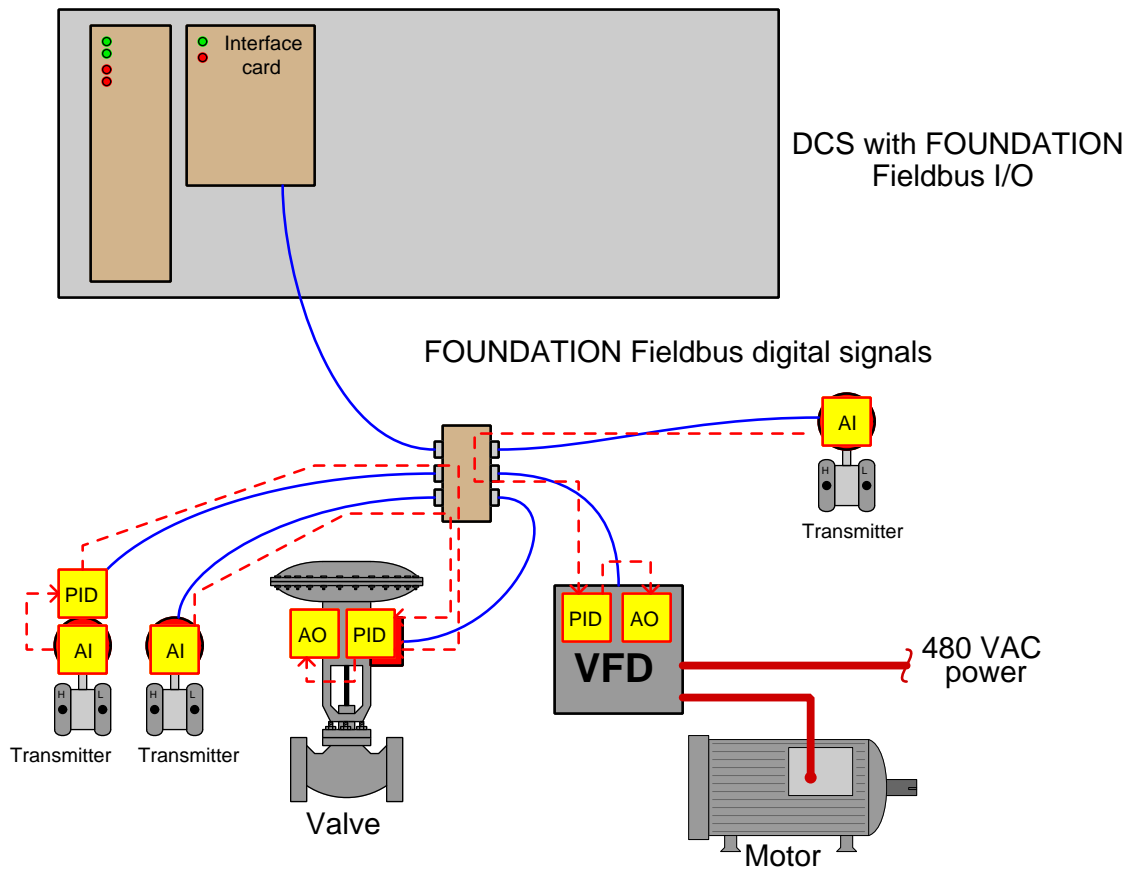 Interface
card
DCS with FOUNDATION
Fieldbus I/O
FOUNDATION Fieldbus digital signals
AI
H
L
Transmitter
PID
AI
H
L
Transmitter
AI
H
L
Transmitter
AO
PID
Valve
PID
AO
VFD
480 VAC
power
Motor